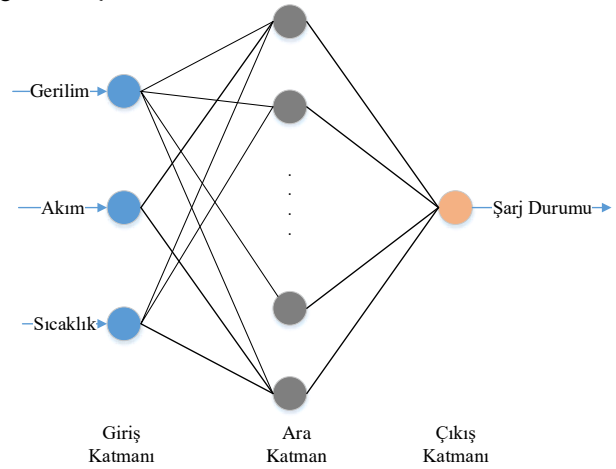 Gerilim
Akım
Şarj Durumu
Sıcaklık
Giriş
Katmanı
Ara
Katman
Çıkış
Katmanı